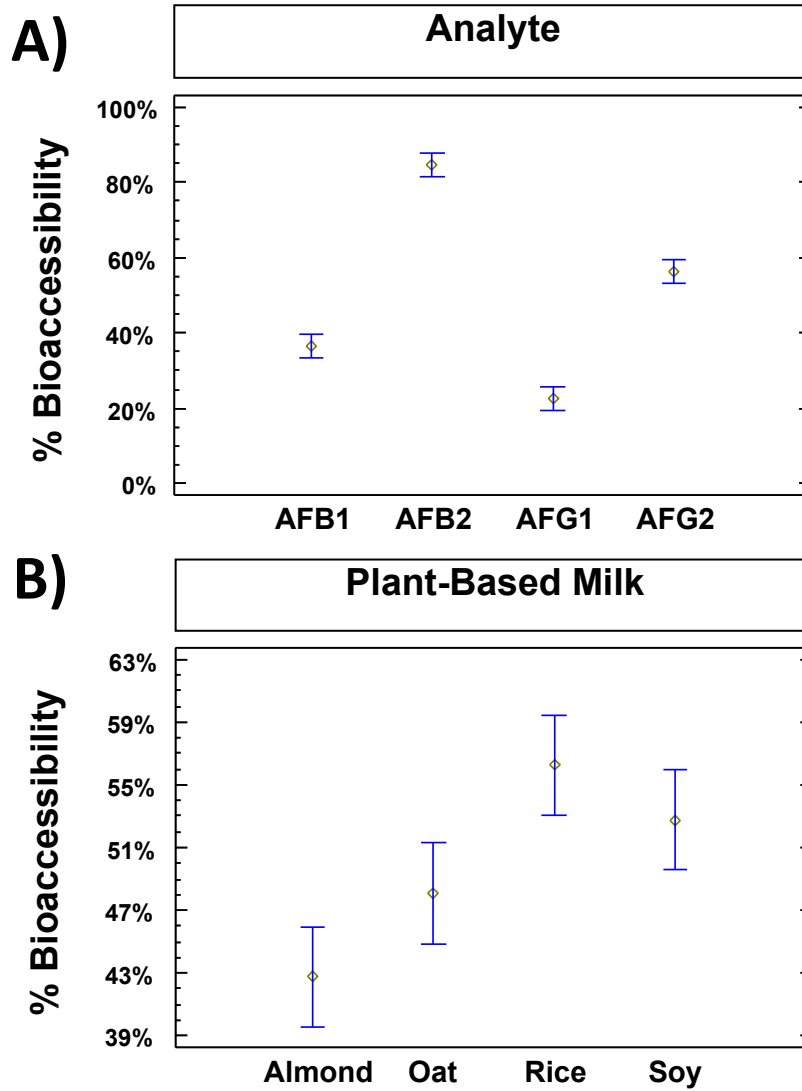 A)
Analyte
% Bioaccessibility
100%
80%
60%
40%
20%
0%
AFB1 AFB2 AFG1 AFG2
B)
Plant-Based Milk
% Bioaccessibility
63%
59%
55%
51%
47%
43%
39%
Almond Oat Rice Soy